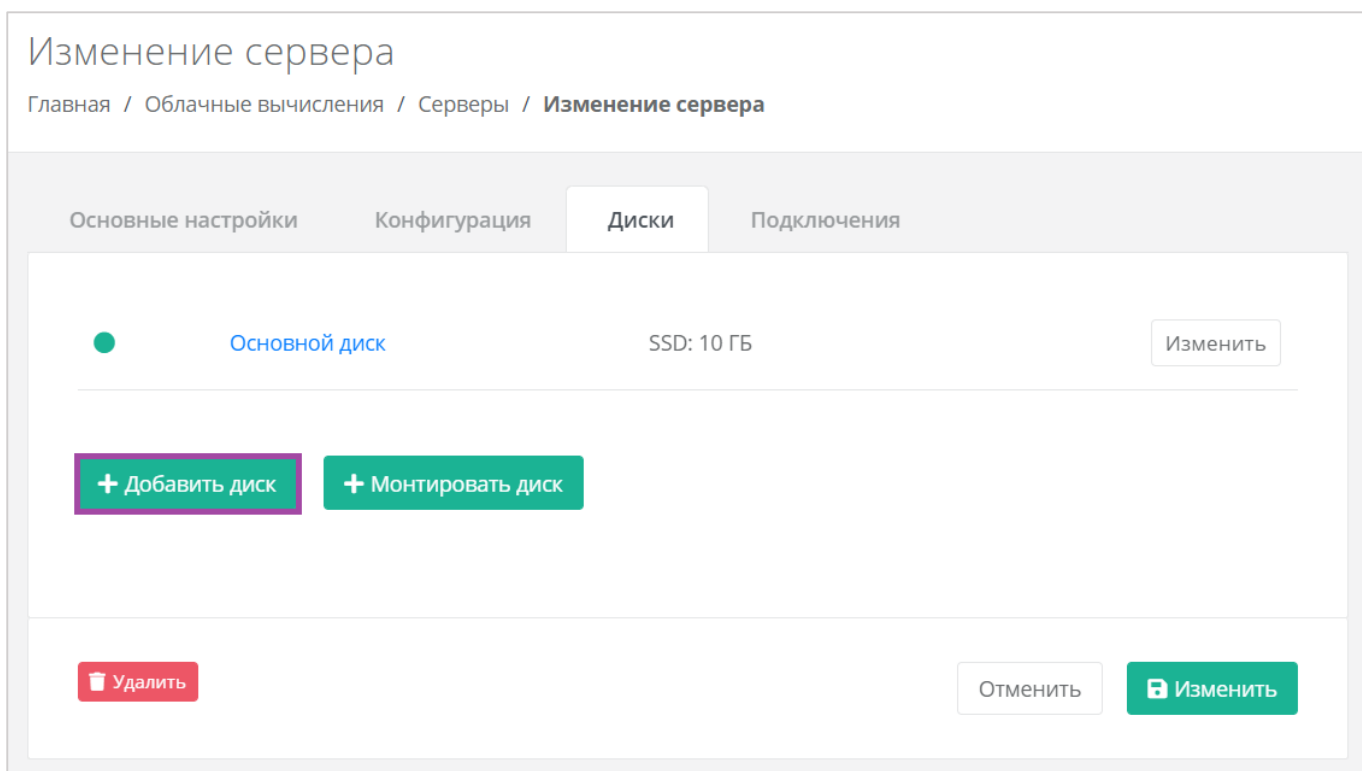 Изменение сервера
Главная / Облачные вычисления / Серверы / Изменение сервера
Основные настройки Конфигурация Диски Подключения
Основной диск SSD: 10 ГБ Изменить
+ Добавить диск + Монтировать диск
Удалить Отменить Изменить